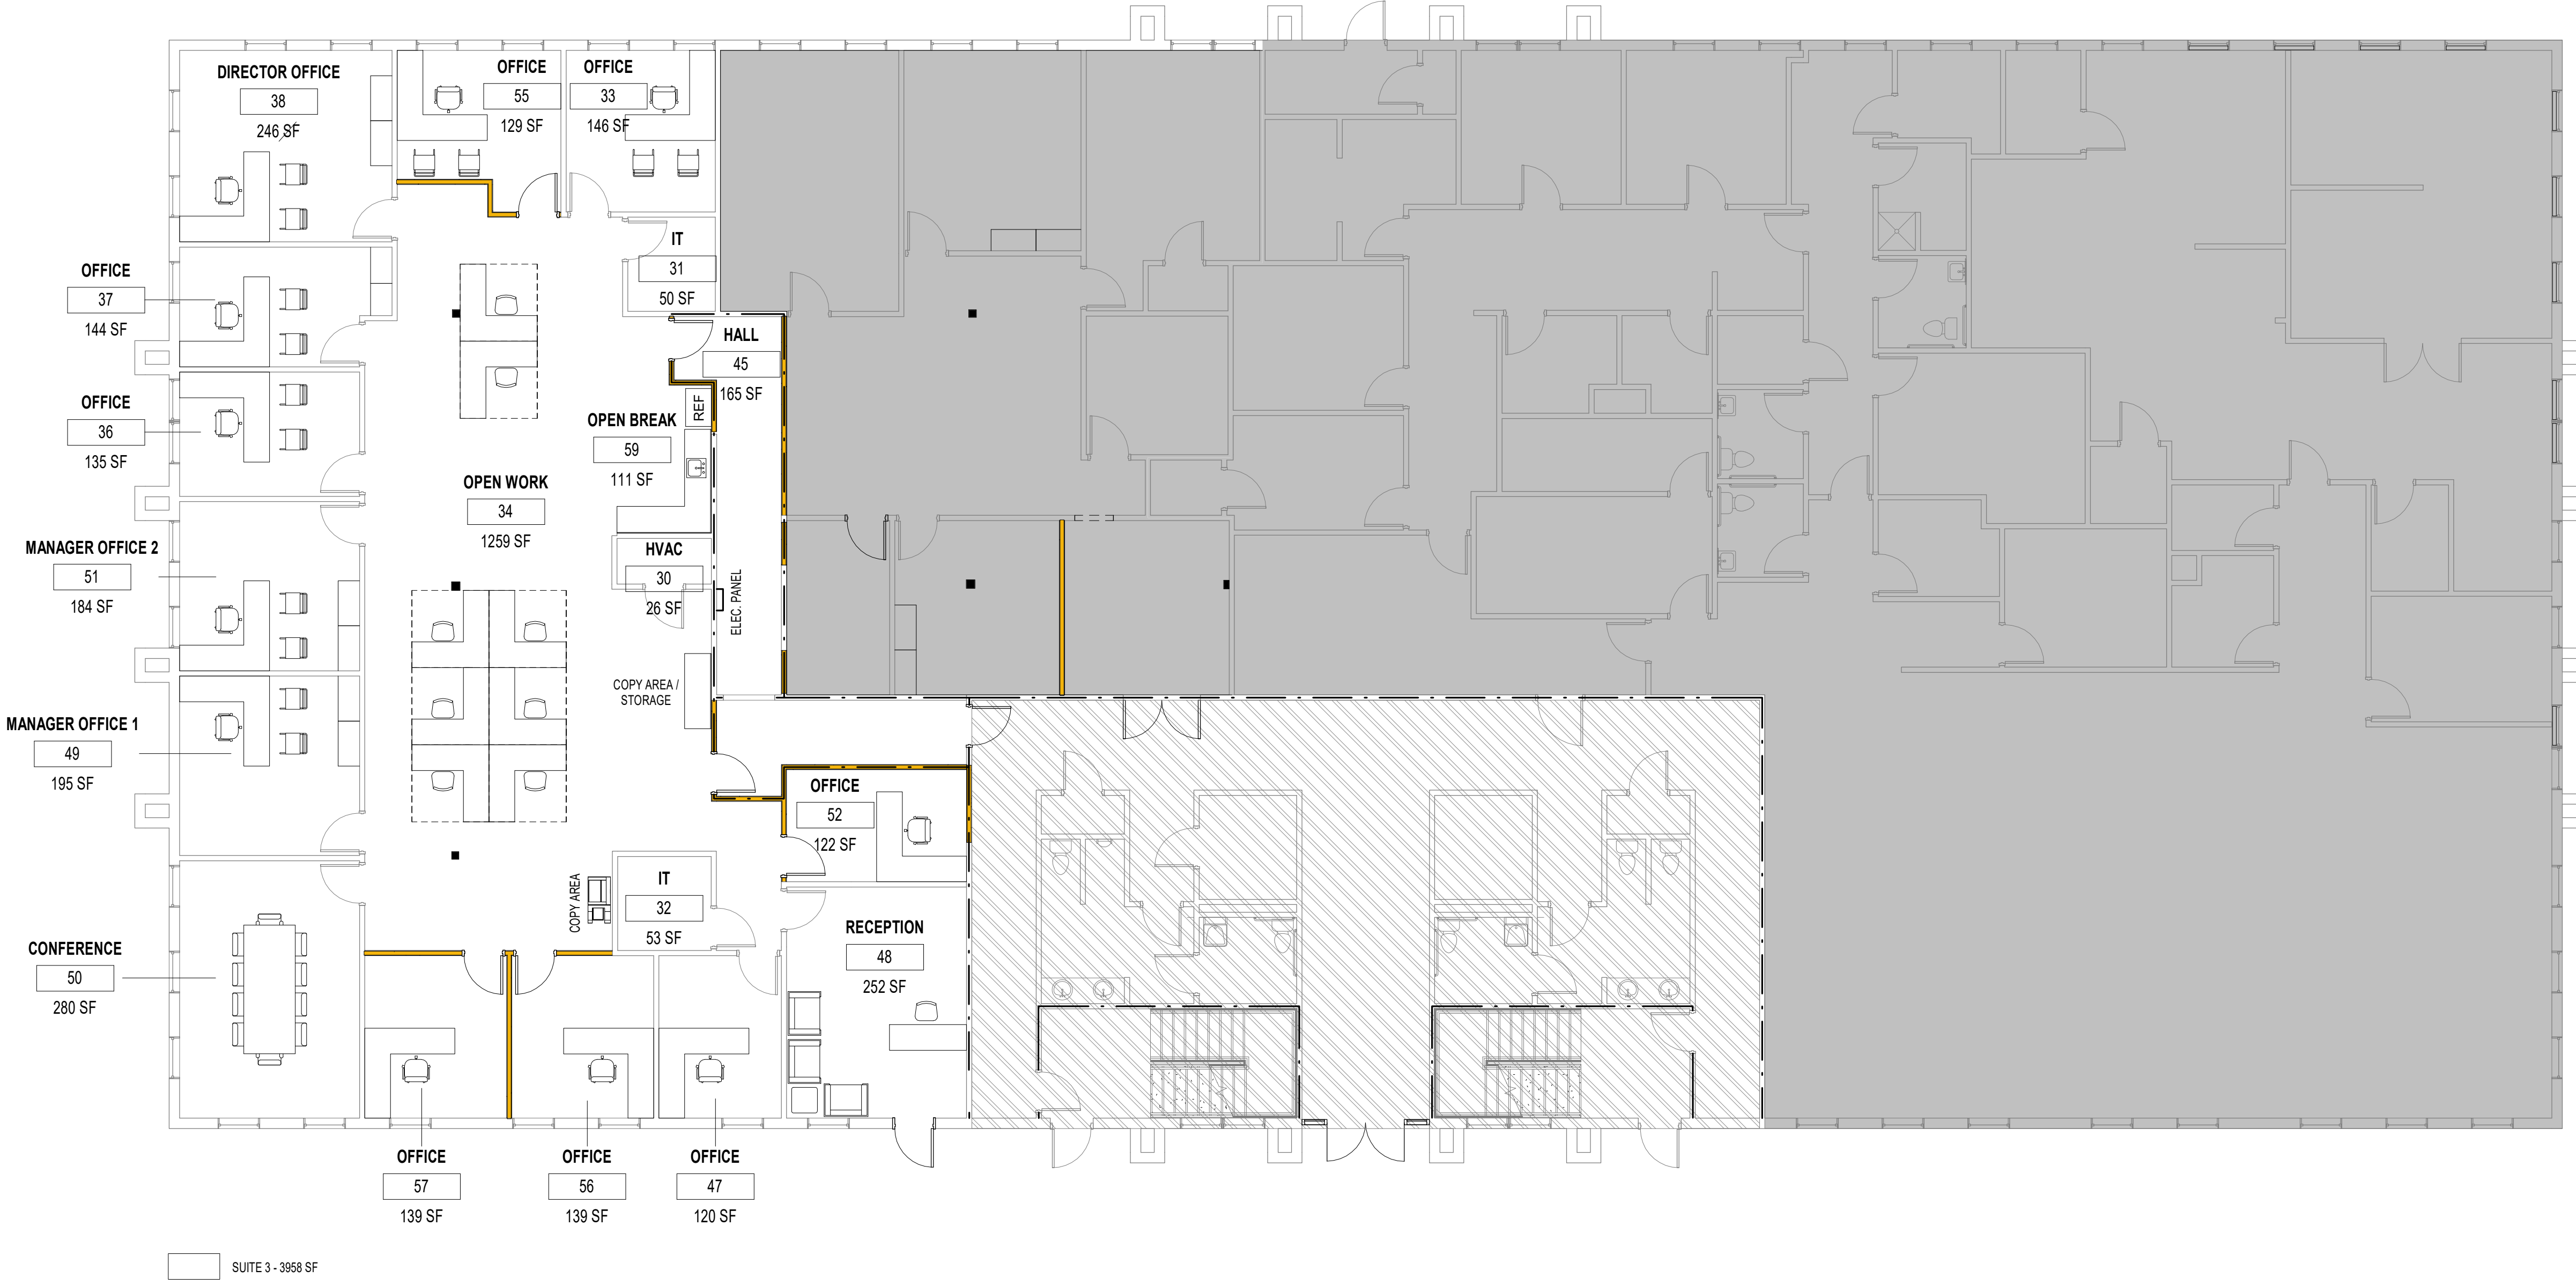 DIRECTOR OFFICE
38
246 SF
OFFICE
55
129 SF
OFFICE
33
146 SF
IT
31
50 SF
OFFICE
37
144 SF
HALL
45
165 SF
OFFICE
36
135 SF
REF
OPEN BREAK
59
111 SF
OPEN WORK
34
1259 SF
MANAGER OFFICE 2
51
184 SF
HVAC
30
26 SF
ELEC. PANEL
COPY AREA /
STORAGE
MANAGER OFFICE 1
49
195 SF
OFFICE
52
122 SF
COPY AREA
IT
32
53 SF
RECEPTION
48
252 SF
CONFERENCE
50
280 SF
OFFICE
57
139 SF
OFFICE
56
139 SF
OFFICE
47
120 SF
SUITE 3 - 3958 SF